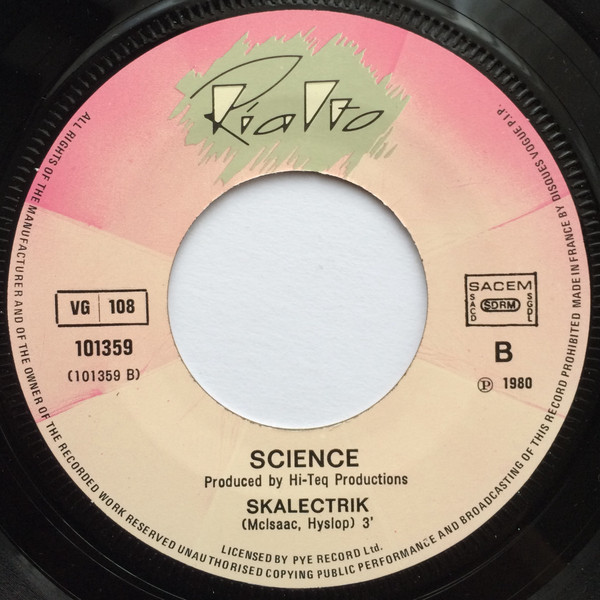 Rialto
ALL RIGHTS OF THE MANUFACTURER AND OF THE OWNER OF THE RECORDED WORK RESERVED UNAUTHORISED COPYING PUBLIC PERFORMANCE AND BROADCASTING OF THIS RECORD PROHIBITED MADE IN FRANCE BY DISQUES VOGUE P.I.P.
VG 108
101359
(101359 B)
SACEM
SACD SDRM SGDL
B
Ⓟ 1980
SCIENCE
Produced by Hi-Teq Productions
SKALECTRIK
(McIsaac, Hyslop) 3'
LICENSED BY PYE RECORD Ltd.